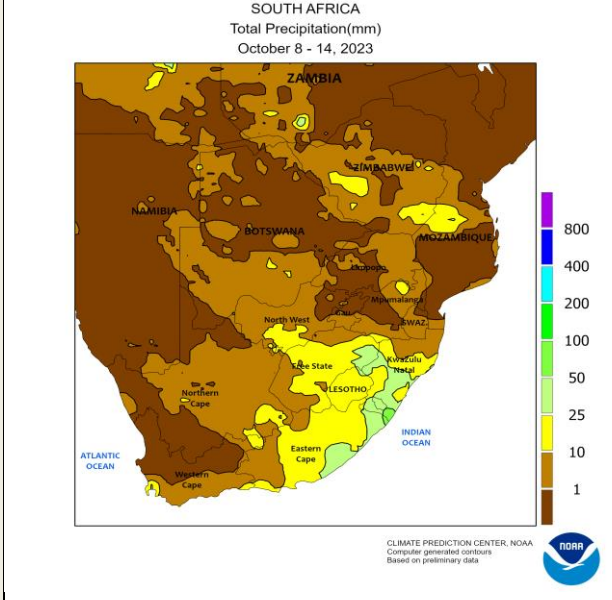 SOUTH AFRICA
Total Precipitation(mm)
October 8 - 14, 2023
ZAMBIA
ZIMBABWE
NAMIBIA
BOTSWANA
MOZAMBIQUE
Limpopo
Mpumalanga
Gau
SWAZ.
North West
KwaZulu
Natal
Free State
LESOTHO
Northern
Cape
INDIAN
OCEAN
Eastern
Cape
ATLANTIC
OCEAN
Western
Cape
800
400
200
100
50
25
10
1
CLIMATE PREDICTION CENTER, NOAA
Computer generated contours
Based on preliminary data
NOAA